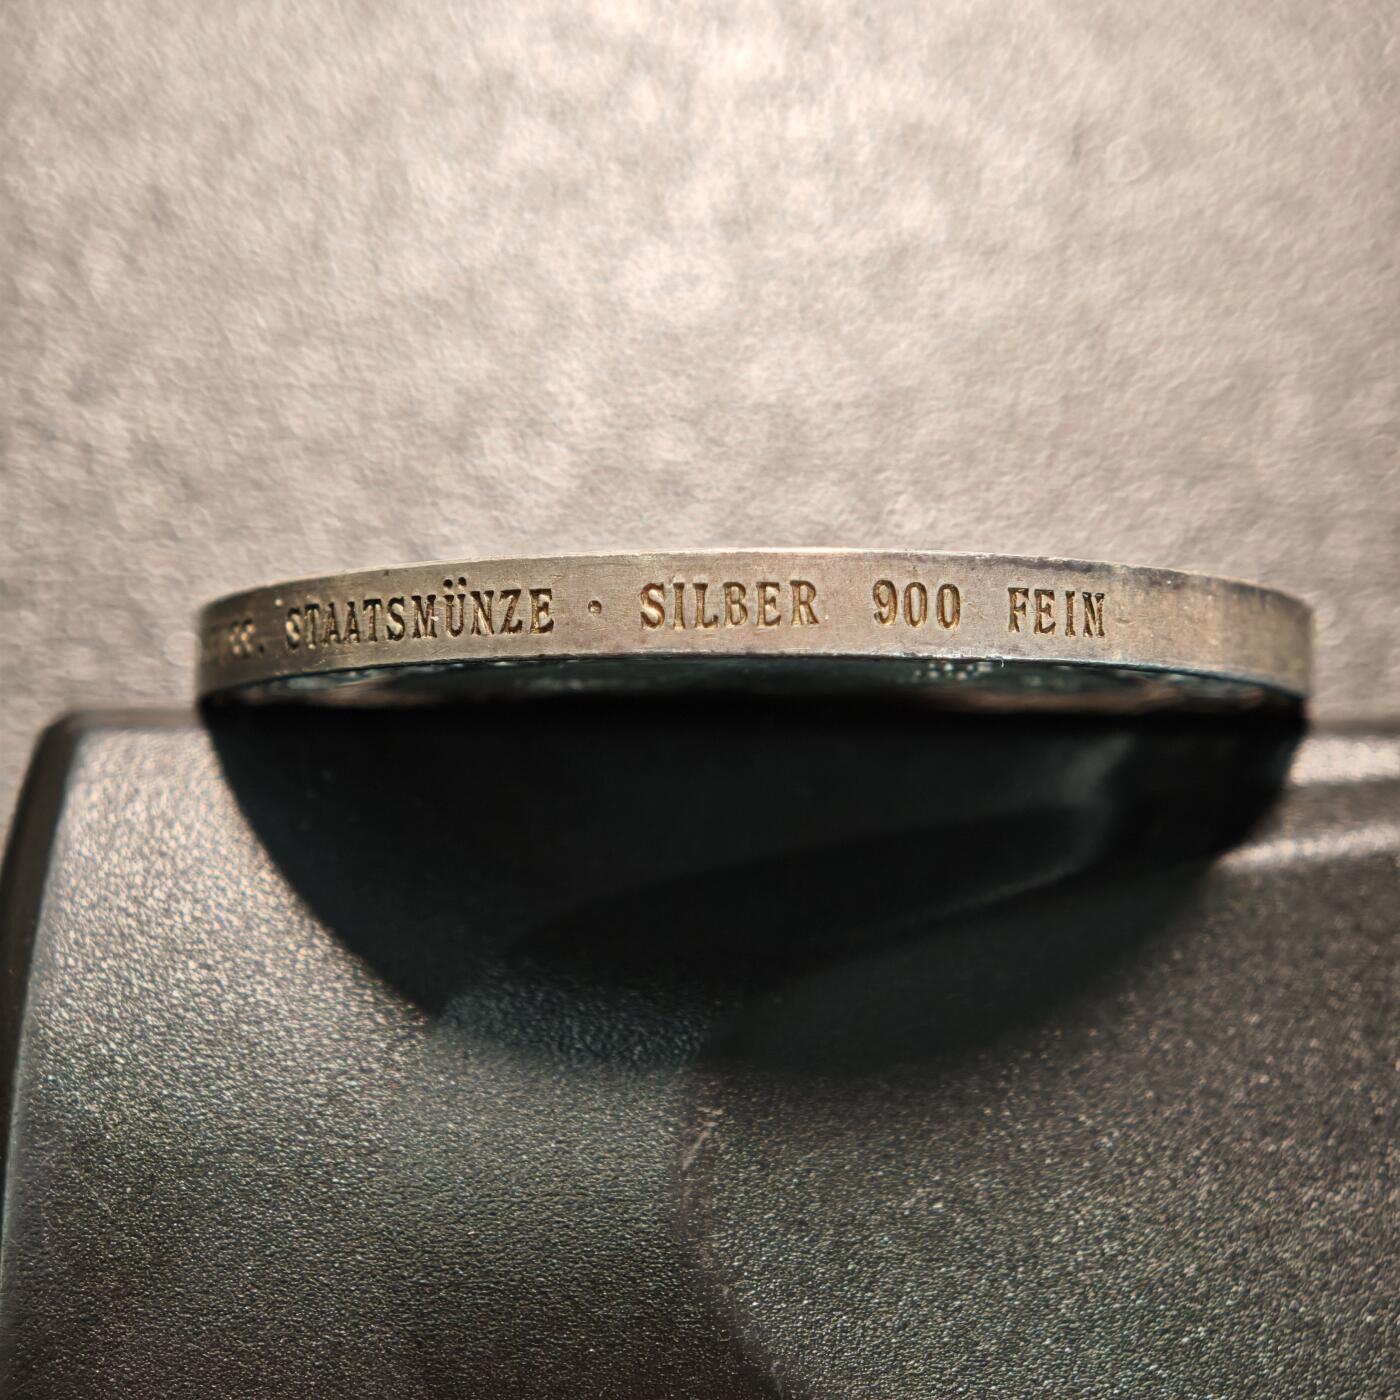 STAATSMÜNZE · SILBER 900 FEIN